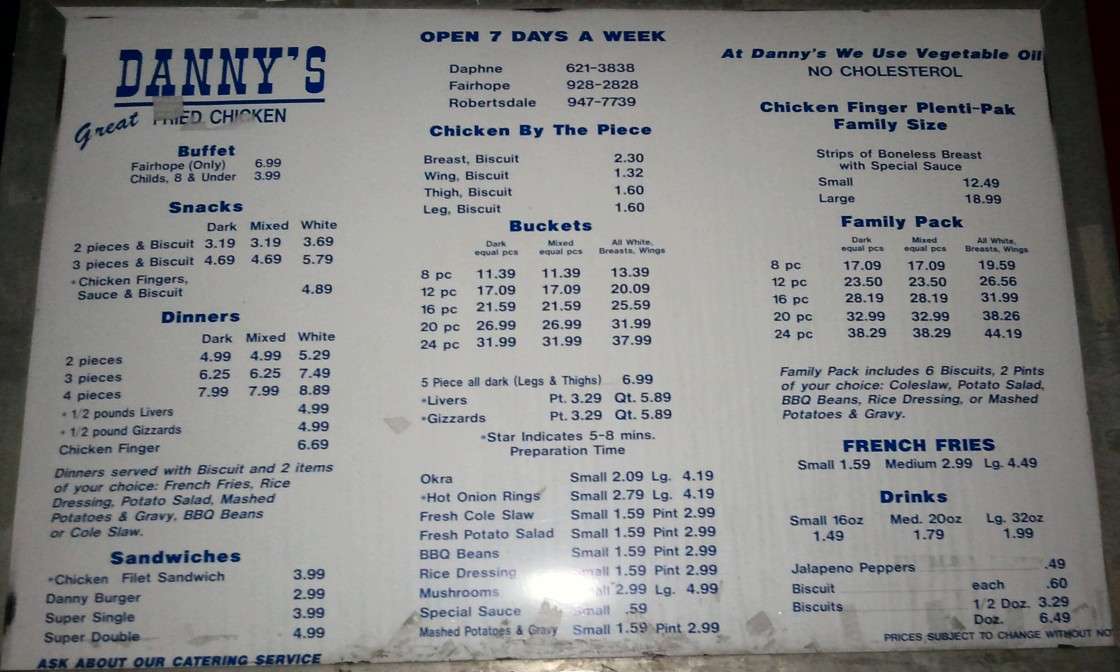 DANNY'S
Great FRIED CHICKEN
Buffet
Fairhope (Only) 6.99
Childs, 8 & Under 3.99
Snacks
Dark Mixed White
2 pieces & Biscuit 3.19 3.19 3.69
3 pieces & Biscuit 4.69 4.69 5.79
*Chicken Fingers,
Sauce & Biscuit 4.89
Dinners
Dark Mixed White
2 pieces 4.99 4.99 5.29
3 pieces 6.25 6.25 7.49
4 pieces 7.99 7.99 8.89
*1/2 pounds Livers 4.99
*1/2 pound Gizzards 4.99
Chicken Finger 6.69
Dinners served with Biscuit and 2 items
of your choice: French Fries, Rice
Dressing, Potato Salad, Mashed
Potatoes & Gravy, BBQ Beans
or Cole Slaw.
Sandwiches
*Chicken Filet Sandwich 3.99
Danny Burger 2.99
Super Single 3.99
Super Double 4.99
ASK ABOUT OUR CATERING SERVICE
OPEN 7 DAYS A WEEK
Daphne 621-3838
Fairhope 928-2828
Robertsdale 947-7739
Chicken By The Piece
Breast, Biscuit 2.30
Wing, Biscuit 1.32
Thigh, Biscuit 1.60
Leg, Biscuit 1.60
Buckets
Dark equal pcs Mixed equal pcs All White, Breasts, Wings
8 pc 11.39 11.39 13.39
12 pc 17.09 17.09 20.09
16 pc 21.59 21.59 25.59
20 pc 26.99 26.99 31.99
24 pc 31.99 31.99 37.99
5 Piece all dark (Legs & Thighs) 6.99
*Livers Pt. 3.29 Qt. 5.89
*Gizzards Pt. 3.29 Qt. 5.89
*Star Indicates 5-8 mins.
Preparation Time
Okra Small 2.09 Lg. 4.19
*Hot Onion Rings Small 2.79 Lg. 4.19
Fresh Cole Slaw Small 1.59 Pint 2.99
Fresh Potato Salad Small 1.59 Pint 2.99
BBQ Beans Small 1.59 Pint 2.99
Rice Dressing Small 1.59 Pint 2.99
Mushrooms Small 2.99 Lg. 4.99
Special Sauce Small .59
Mashed Potatoes & Gravy Small 1.59 Pint 2.99
At Danny's We Use Vegetable Oil
NO CHOLESTEROL
Chicken Finger Plenti-Pak
Family Size
Strips of Boneless Breast
with Special Sauce
Small 12.49
Large 18.99
Family Pack
Dark equal pcs Mixed equal pcs All White, Breasts, Wings
8 pc 17.09 17.09 19.59
12 pc 23.50 23.50 26.56
16 pc 28.19 28.19 31.99
20 pc 32.99 32.99 38.26
24 pc 38.29 38.29 44.19
Family Pack includes 6 Biscuits, 2 Pints
of your choice: Coleslaw, Potato Salad,
BBQ Beans, Rice Dressing, or Mashed
Potatoes & Gravy.
FRENCH FRIES
Small 1.59 Medium 2.99 Lg. 4.49
Drinks
Small 16oz Med. 20oz Lg. 32oz
1.49 1.79 1.99
Jalapeno Peppers .49
Biscuit each .60
Biscuits 1/2 Doz. 3.29
Doz. 6.49
PRICES SUBJECT TO CHANGE WITHOUT NO